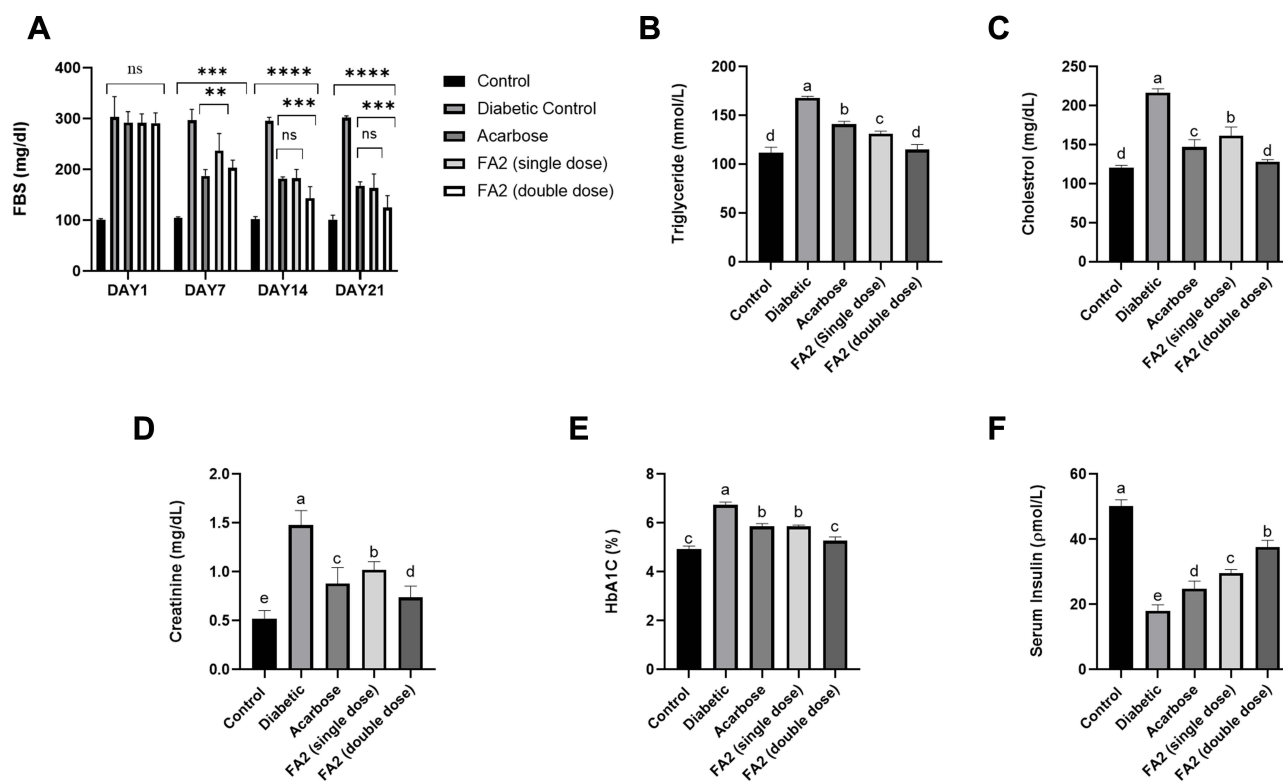 A
FBS (mg/dl)
400
300
200
100
0
ns
***
**
****
***
ns
****
***
ns
DAY1 DAY7 DAY14 DAY21
Control
Diabetic Control
Acarbose
FA2 (single dose)
FA2 (double dose)
B
Triglyceride (mmol/L)
200
150
100
50
0
d a b c d
Control
Diabetic
Acarbose
FA2 (Single dose)
FA2 (double dose)
C
Cholestrol (mg/dL)
250
200
150
100
50
0
d a c b d
Control
Diabetic
Acarbose
FA2 (single dose)
FA2 (double dose)
D
Creatinine (mg/dL)
2.0
1.5
1.0
0.5
0.0
e a c b d
Control
Diabetic
Acarbose
FA2 (single dose)
FA2 (double dose)
E
HbA1C (%)
8
6
4
2
0
c a b b c
Control
Diabetic
Acarbose
FA2 (single dose)
FA2 (double dose)
F
Serum Insulin (ρmol/L)
60
40
20
0
a e d c b
Control
Diabetic
Acarbose
FA2 (single dose)
FA2 (double dose)